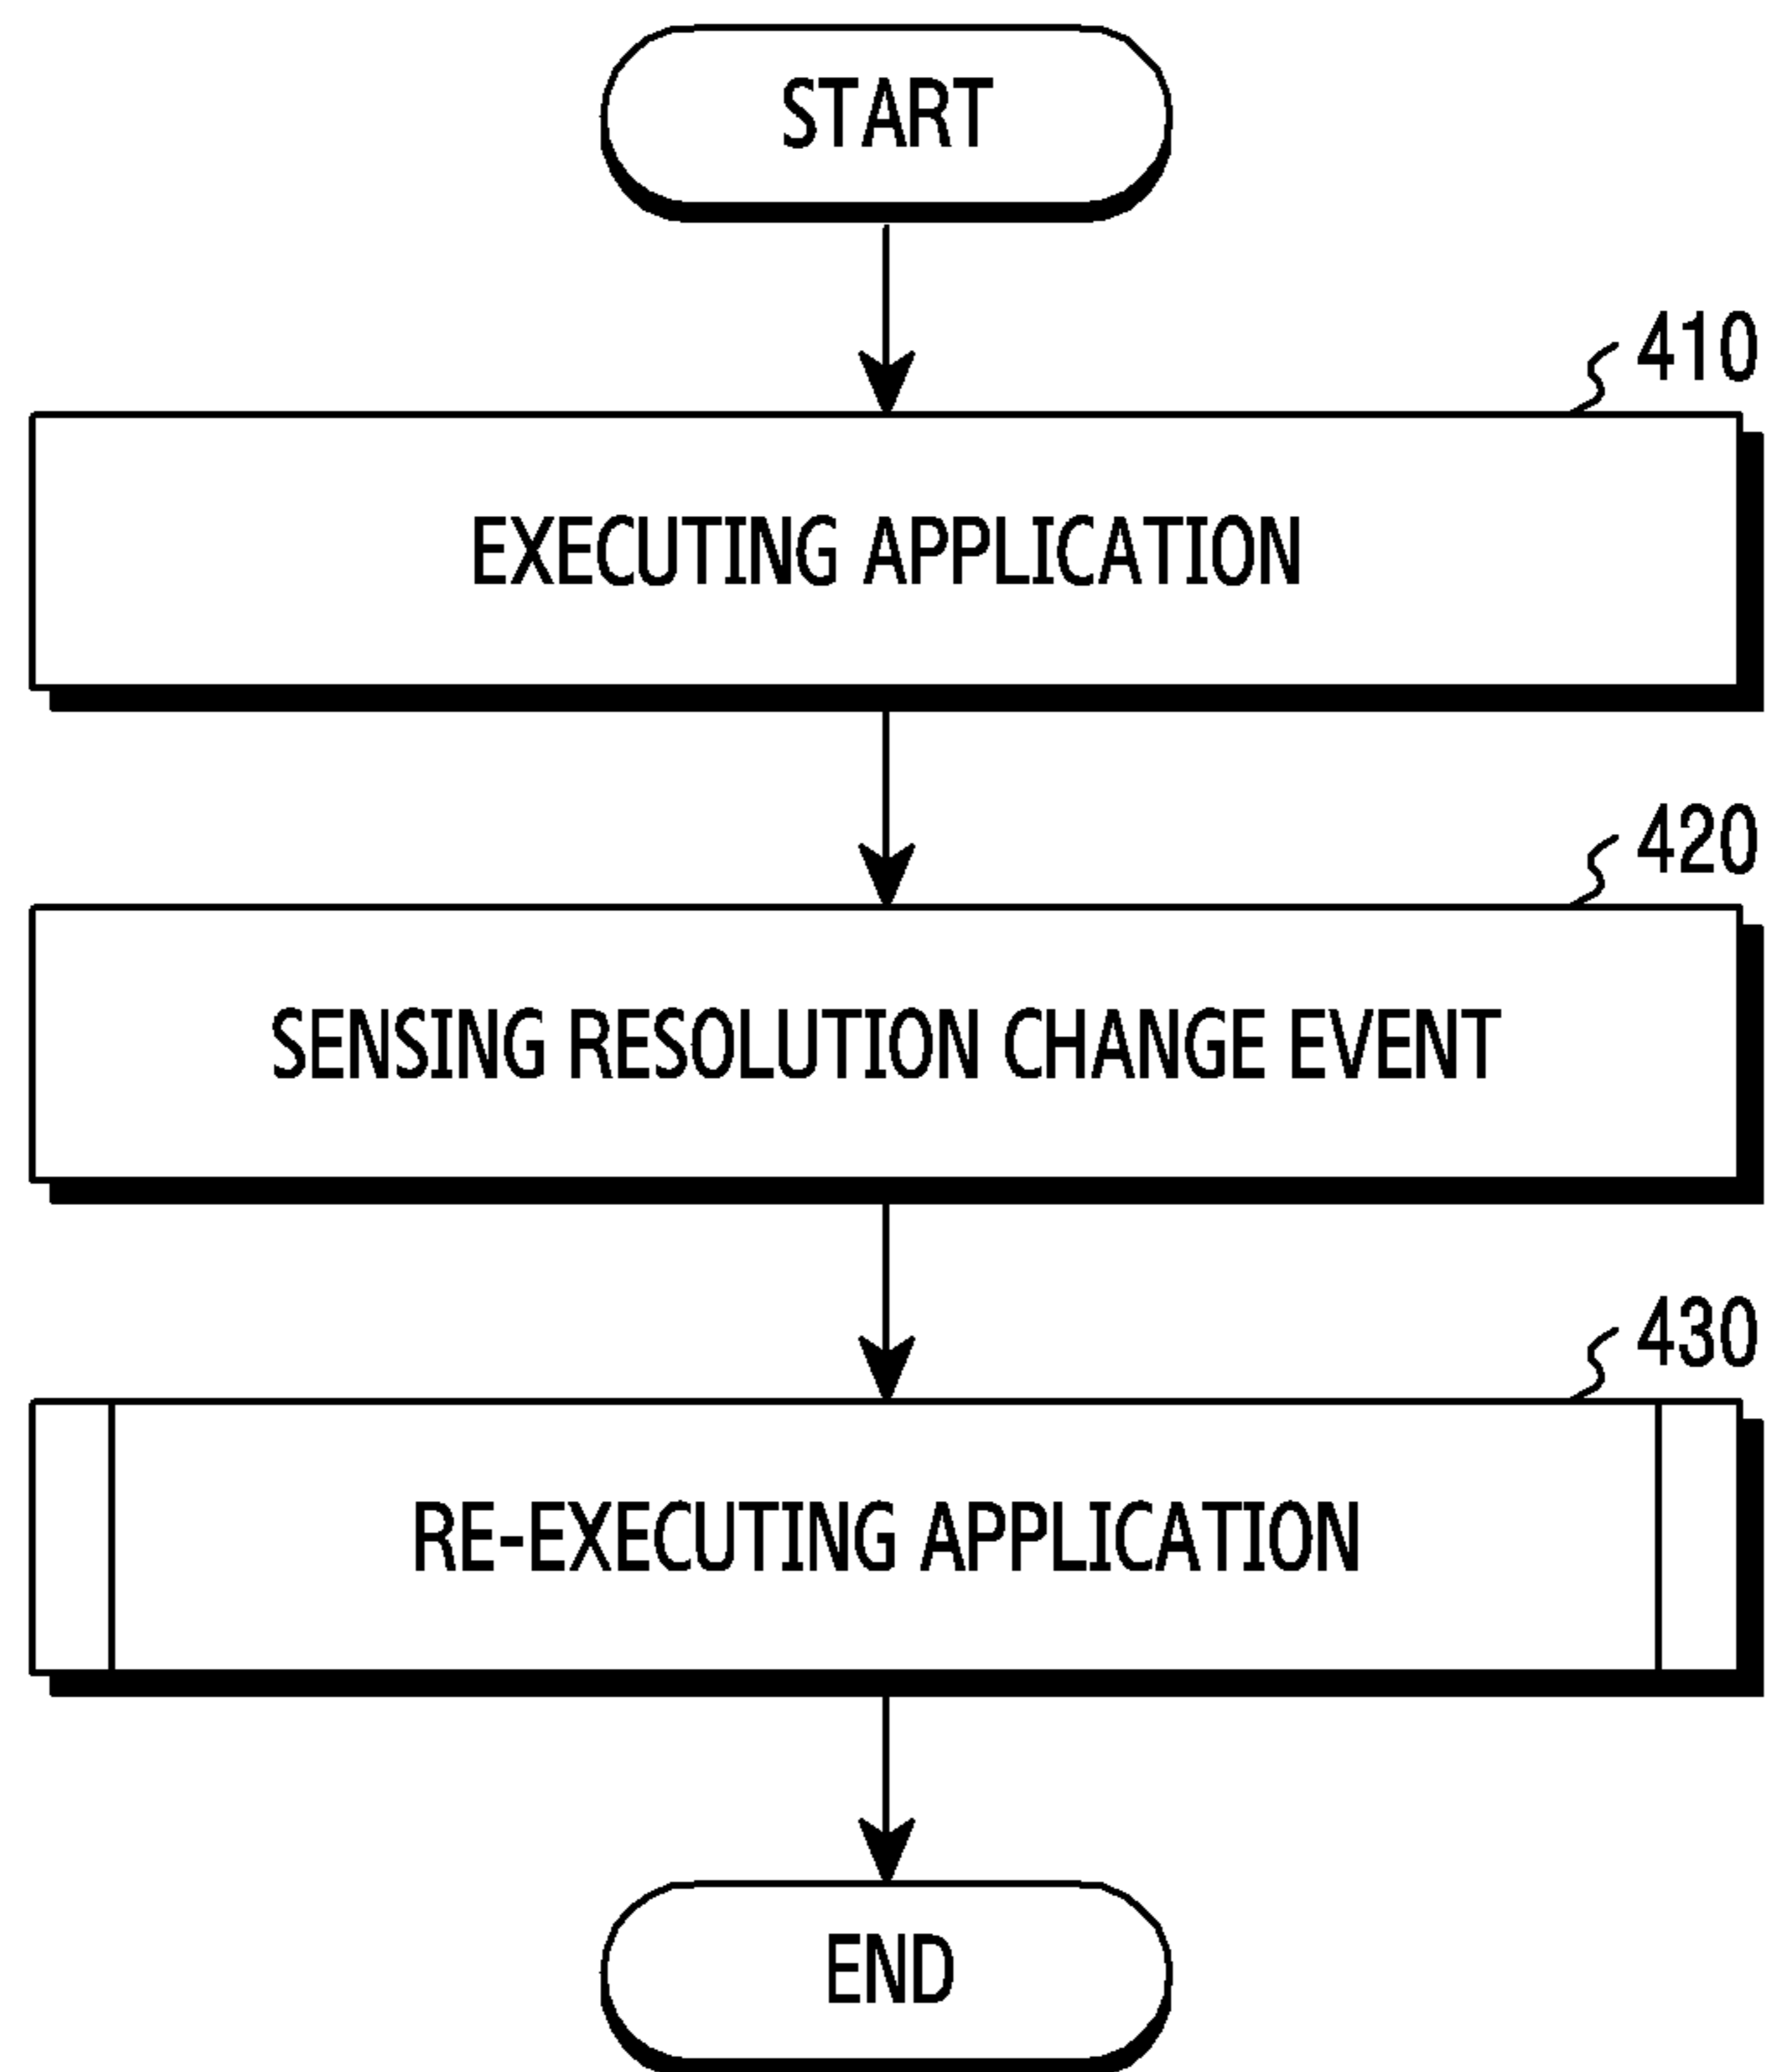 START
410
EXECUTING APPLICATION
420
SENSING RESOLUTION CHANGE EVENT
430
RE-EXECUTING APPLICATION
END